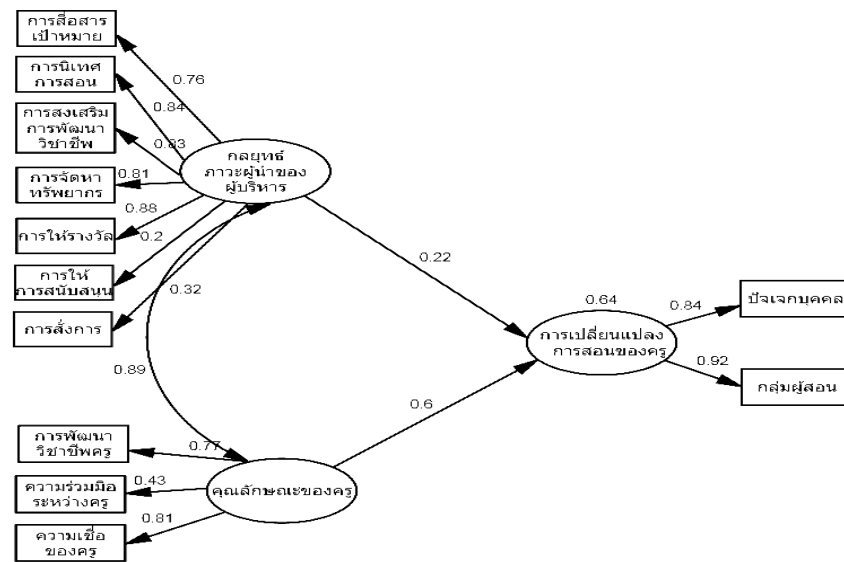 การสื่อสาร
เป้าหมาย
0.76
การนิเทศ
การสอน
0.84
การส่งเสริม
การพัฒนา
วิชาชีพ
0.83
กลยุทธ์
ภาวะผู้นำของ
ผู้บริหาร
การจัดหา
ทรัพยากร
0.81
การให้รางวัล
0.88
0.2
การให้
การสนับสนุน
0.32
การสั่งการ
0.22
0.64
0.84
ปัจเจกบุคคล
การเปลี่ยนแปลง
การสอนของครู
0.92
กลุ่มผู้สอน
0.89
0.6
การพัฒนา
วิชาชีพครู
0.77
ความร่วมมือ
ระหว่างครู
0.43
คุณลักษณะของครู
ความเชื่อ
ของครู
0.81